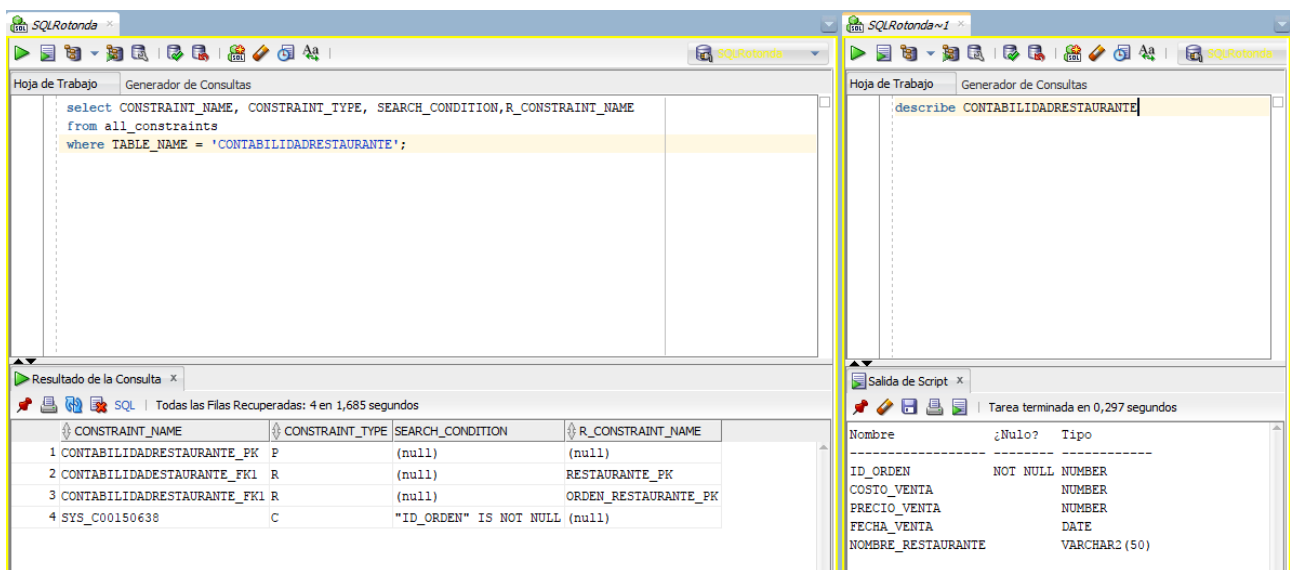 SQLRotonda
Hoja de Trabajo Generador de Consultas
select CONSTRAINT_NAME, CONSTRAINT_TYPE, SEARCH_CONDITION,R_CONSTRAINT_NAME
from all_constraints
where TABLE_NAME = 'CONTABILIDADRESTAURANTE';
Resultado de la Consulta x
SQL | Todas las Filas Recuperadas: 4 en 1,685 segundos
CONSTRAINT_NAME CONSTRAINT_TYPE SEARCH_CONDITION R_CONSTRAINT_NAME
1 CONTABILIDADRESTAURANTE_PK P (null) (null)
2 CONTABILIDADESTAURANTE_FK1 R (null) RESTAURANTE_PK
3 CONTABILIDADRESTAURANTE_FK1 R (null) ORDEN_RESTAURANTE_PK
4 SYS_C00150638 C "ID_ORDEN" IS NOT NULL (null)
SQLRotonda~1
Hoja de Trabajo Generador de Consultas
describe CONTABILIDADRESTAURANTE
Salida de Script x
Tarea terminada en 0,297 segundos
Nombre ¿Nulo? Tipo
------------------ -------- ------------
ID_ORDEN NOT NULL NUMBER
COSTO_VENTA NUMBER
PRECIO_VENTA NUMBER
FECHA_VENTA DATE
NOMBRE_RESTAURANTE VARCHAR2(50)